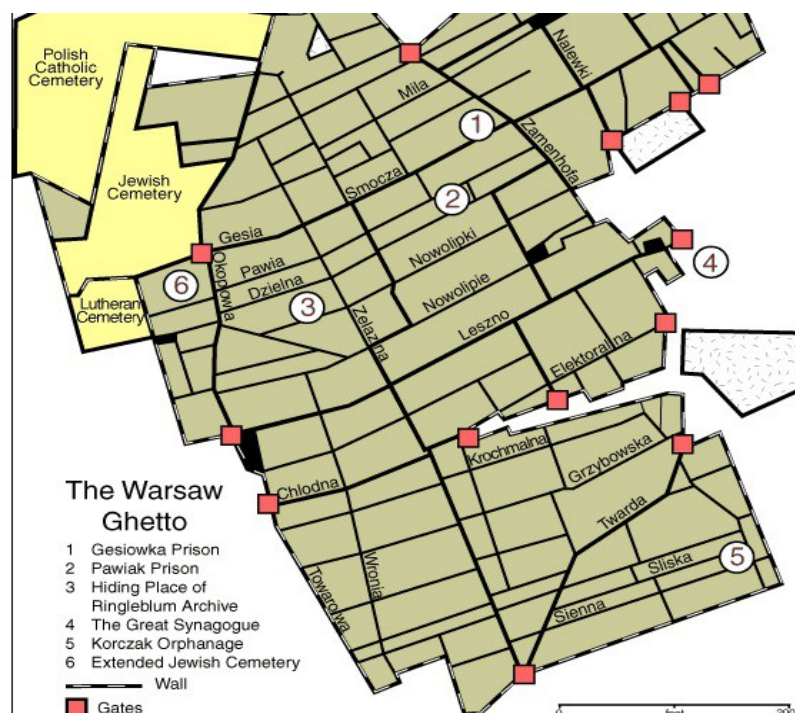 Polish
Catholic
Cemetery
Jewish
Cemetery
Lutheran
Cemetery
Mila
Nalewki
Zamenhofa
Smocza
Gesia
Pawia
Dzielna
Okopowa
Nowolipki
Nowolipie
Zelazina
Leszno
Elektoralna
Krochmalna
Grzybowska
Chlodna
Twarda
Wronia
Towarotwa
Sliska
Sienna
1
2
3
4
5
6
The Warsaw
Ghetto
1 Gesiowka Prison
2 Pawiak Prison
3 Hiding Place of
Ringleblum Archive
4 The Great Synagogue
5 Korczak Orphanage
6 Extended Jewish Cemetery
Wall
Gates
0